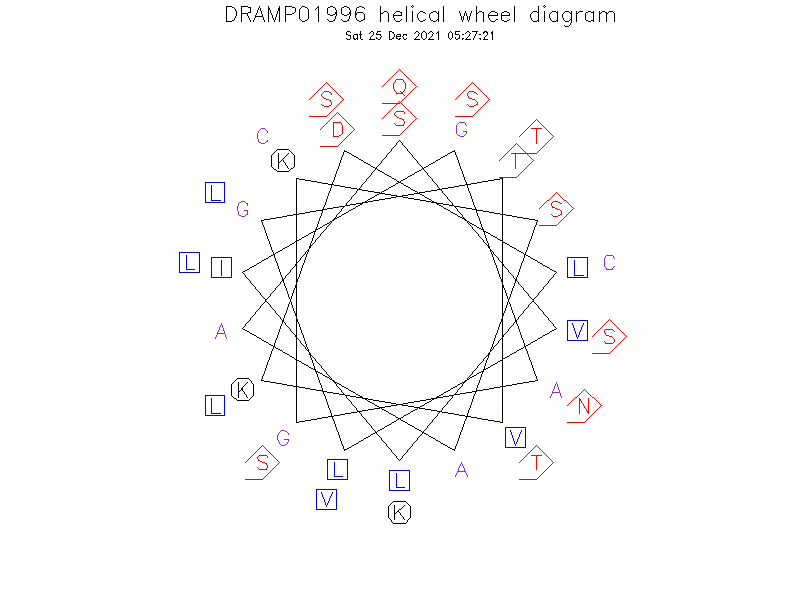 DRAMP01996 helical wheel diagram
Sat 25 Dec 2021 05:27:21
Q
S S
S
D G T
C
K T
L
G S
L I L C
A V S
K A
L N
G V
S L A T
L
V
K